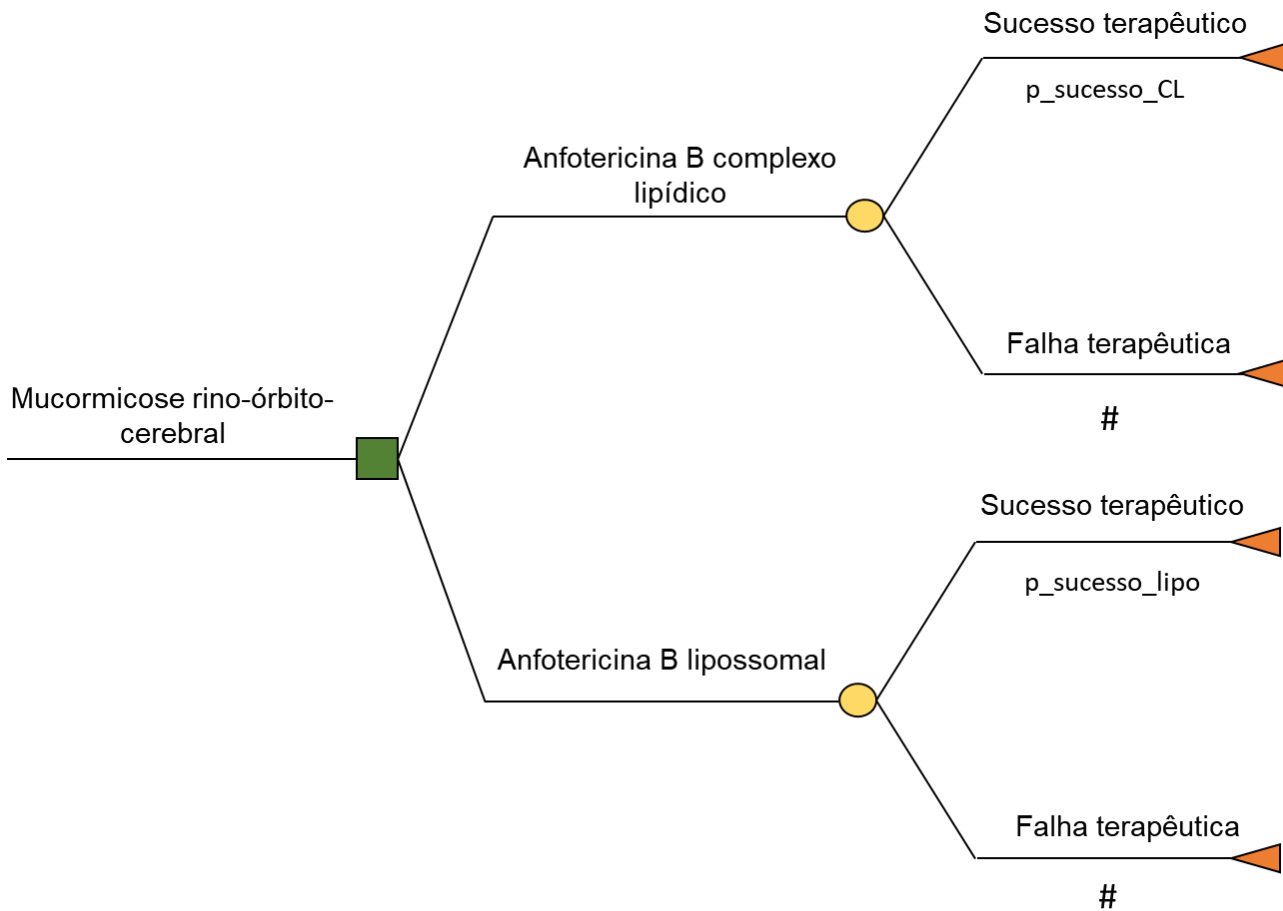 Sucesso terapêutico
p_sucesso_CL
Anfotericina B complexo
lipídico
Falha terapêutica
#
Mucormicose rino-órbito-
cerebral
Sucesso terapêutico
p_sucesso_lipo
Anfotericina B lipossomal
Falha terapêutica
#